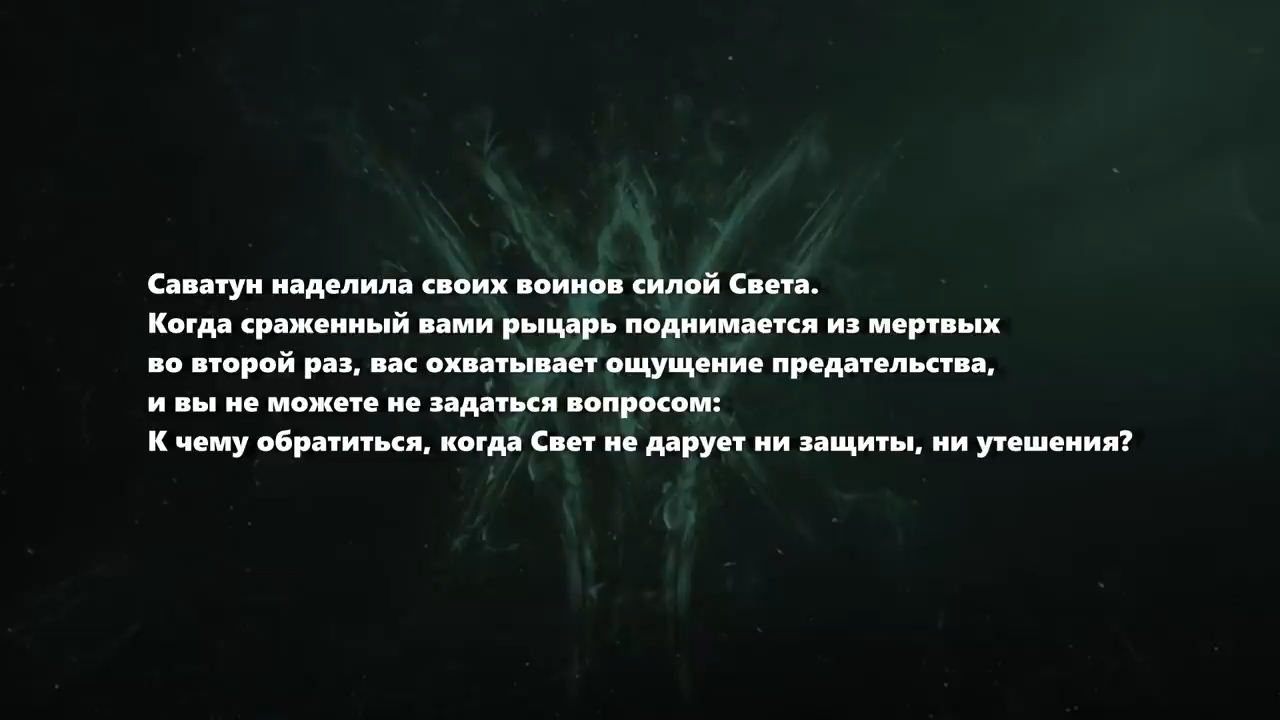 Саватун наделила своих воинов силой Света.
Когда сраженный вами рыцарь поднимается из мертвых
во второй раз, вас охватывает ощущение предательства,
и вы не можете не задаться вопросом:
К чему обратиться, когда Свет не дарует ни защиты, ни утешения?